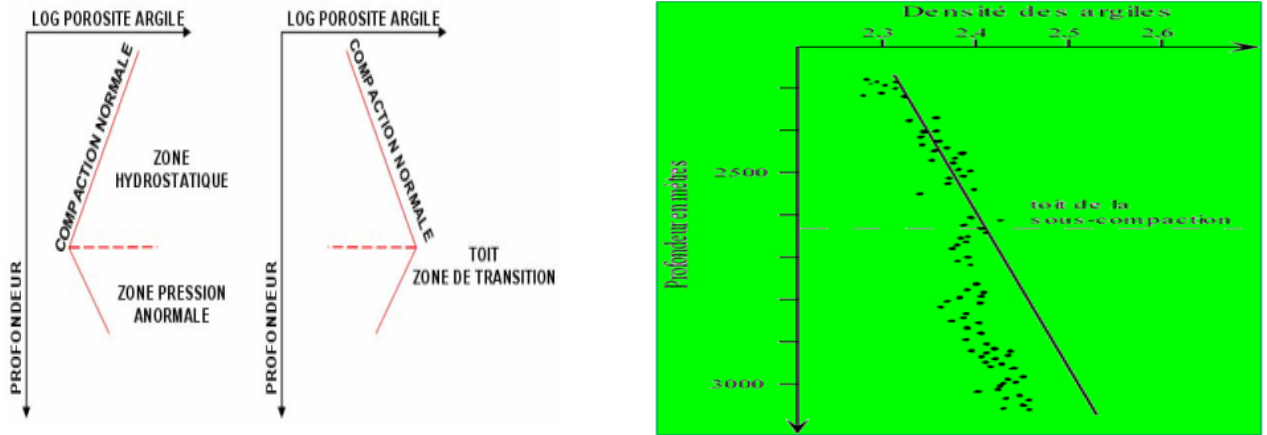 LOG POROSITE ARGILE
COMPACTION NORMALE
ZONE
HYDROSTATIQUE
ZONE PRESSION
ANORMALE
PROFONDEUR
LOG POROSITE ARGILE
COMPACTION NORMALE
TOIT
ZONE DE TRANSITION
PROFONDEUR
Densité des argiles
2.3 2.4 2.5 2.6
2500
toit de la
sous-compaction
Profondeur en mètres
3000